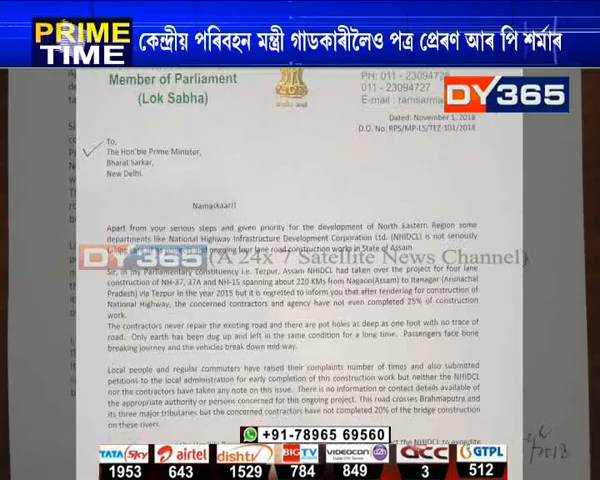 PRIME
TIME
কেন্দ্ৰীয় পৰিবহন মন্ত্ৰী গাডকাৰীলৈও পত্ৰ প্ৰেৰণ আৰ পি শৰ্মাৰ
Member of Parliament
(Lok Sabha)
PH: 011 - 2309472
011 - 23094727
E-mail : ramsarma
DY365
Dated: November 1, 2018
D.O. No. RPS/MP-LS/TEZ 101/2018
To,
The Hon'ble Prime Minister,
Bharat Sarkar,
New Delhi.
Namaskaar!!
Apart from your serious steps and given priority for the development of North Eastern Region some
departments like National Highway Infrastructure Development Corporation Ltd. (NHIDCL) is not seriously
ongoing four lane road construction works in State of Assam.
DY365 (A 24x 7 Satellite News Channel)
Sir, in my Parliamentary constituency i.e. Tezpur, Assam NHIDCL had taken over the project for four lane
construction of NH-37, 37A and NH-15 spanning about 220 KMs from Nagaon(Assam) to Itanegar (Arunachal
Pradesh) via Tezpur in the year 2015 but it is regretted to inform you that after tendering for construction of
National Highway, the concerned contractors and agency have not even completed 25% of construction
work.
The contractors never repair the exosting road and there are pot holes as deep as one foot with no trace of
road. Only earth has been dug up and left in the same condition for a long time. Passengers face bone
breaking journey and the vehicles break down mid-way.
Local people and regular commuters have raised their complaints number of times and also submitted
petitions to the local administration for early completion of this construction work but neither the NHIDCL
nor the contractors have taken any note on this issue. There is no information or contact details available of
the appropriate authority or persons concerned for this ongoing project. This road crosses Brahmaputra and
its three major tributaries but the concerned contractors have not completed 20% of the bridge construction
on these rivers.
+91-78965 69560
the NHIDCL to expedite
2018
TATA Sky airtel dishtv BIG TV VIDEOCON d2h acc GTPL
1953 643 1529 784 849 3 512